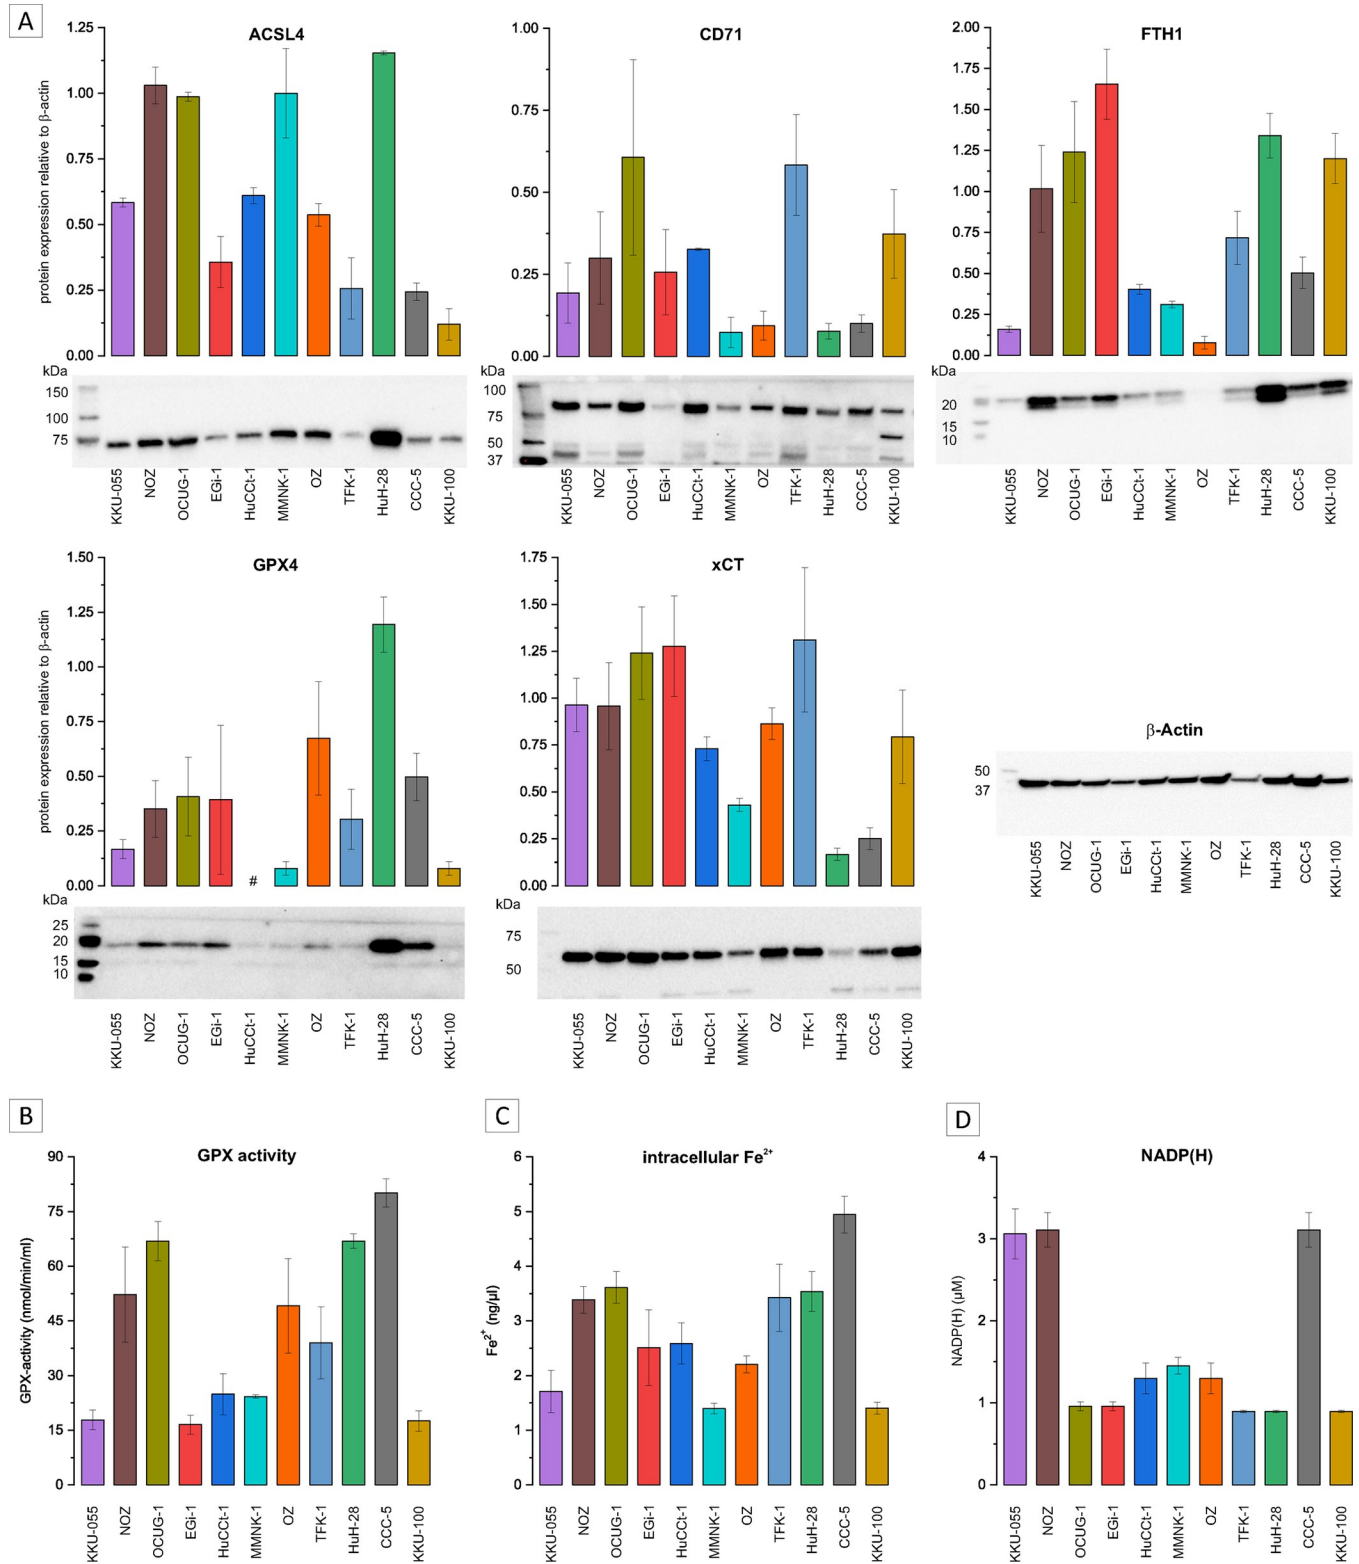 A
ACSL4
protein expression relative to β-actin
1.25
1.00
0.75
0.50
0.25
0.00
kDa
150
100
75
KKU-055
NOZ
OCUG-1
EGi-1
HuCCt-1
MMNK-1
OZ
TFK-1
HuH-28
CCC-5
KKU-100
CD71
1.00
0.75
0.50
0.25
0.00
kDa
100
75
50
37
KKU-055
NOZ
OCUG-1
EGi-1
HuCCt-1
MMNK-1
OZ
TFK-1
HuH-28
CCC-5
KKU-100
FTH1
2.00
1.75
1.50
1.25
1.00
0.75
0.50
0.25
0.00
kDa
20
15
10
KKU-055
NOZ
OCUG-1
EGi-1
HuCCt-1
MMNK-1
OZ
TFK-1
HuH-28
CCC-5
KKU-100
GPX4
protein expression relative to β-actin
1.50
1.25
1.00
0.75
0.50
0.25
0.00
#
kDa
25
20
15
10
KKU-055
NOZ
OCUG-1
EGi-1
HuCCt-1
MMNK-1
OZ
TFK-1
HuH-28
CCC-5
KKU-100
xCT
1.75
1.50
1.25
1.00
0.75
0.50
0.25
0.00
kDa
75
50
KKU-055
NOZ
OCUG-1
EGi-1
HuCCt-1
MMNK-1
OZ
TFK-1
HuH-28
CCC-5
KKU-100
β-Actin
50
37
KKU-055
NOZ
OCUG-1
EGi-1
HuCCt-1
MMNK-1
OZ
TFK-1
HuH-28
CCC-5
KKU-100
B
GPX activity
GPX-activity (nmol/min/ml)
90
75
60
45
30
15
0
KKU-055
NOZ
OCUG-1
EGi-1
HuCCt-1
MMNK-1
OZ
TFK-1
HuH-28
CCC-5
KKU-100
C
intracellular Fe²⁺
Fe²⁺ (ng/µl)
6
5
4
3
2
1
0
KKU-055
NOZ
OCUG-1
EGi-1
HuCCt-1
MMNK-1
OZ
TFK-1
HuH-28
CCC-5
KKU-100
D
NADP(H)
NADP(H) (µM)
4
3
2
1
0
KKU-055
NOZ
OCUG-1
EGi-1
HuCCt-1
MMNK-1
OZ
TFK-1
HuH-28
CCC-5
KKU-100